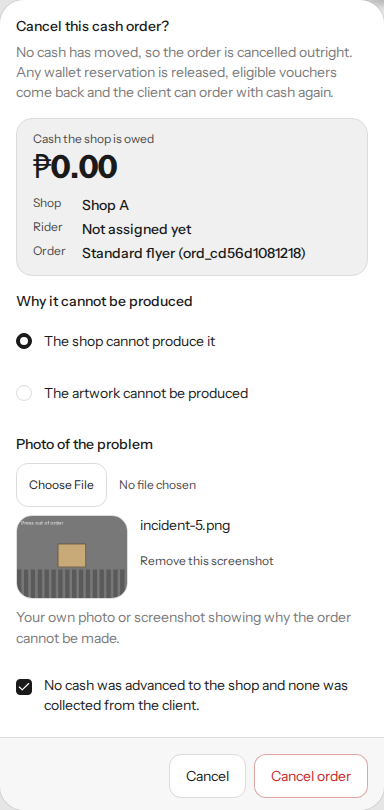 Cancel this cash order?
No cash has moved, so the order is cancelled outright.
Any wallet reservation is released, eligible vouchers
come back and the client can order with cash again.
Cash the shop is owed
₱0.00
Shop Shop A
Rider Not assigned yet
Order Standard flyer (ord_cd56d1081218)
Why it cannot be produced
The shop cannot produce it
The artwork cannot be produced
Photo of the problem
Choose File No file chosen
Press out of order
incident-5.png
Remove this screenshot
Your own photo or screenshot showing why the order
cannot be made.
No cash was advanced to the shop and none was
collected from the client.
Cancel Cancel order